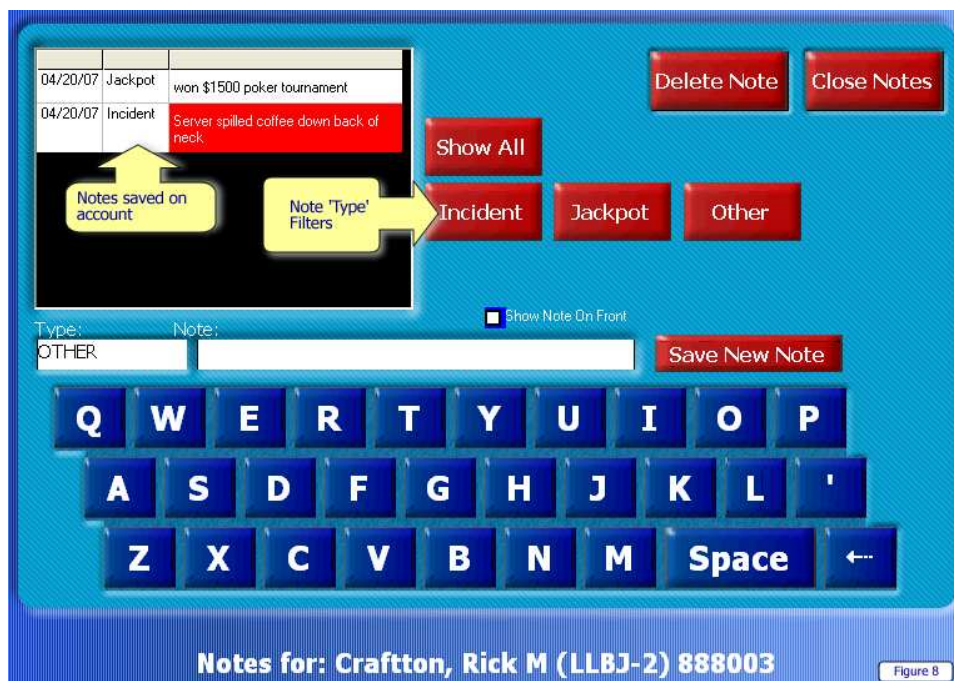 04/20/07 Jackpot won $1500 poker tournament
04/20/07 Incident Server spilled coffee down back of
neck
Notes saved on
account
Note 'Type'
Filters
Delete Note
Close Notes
Show All
Incident
Jackpot
Other
Show Note On Front
Type:
Note:
OTHER
Save New Note
Q W E R T Y U I O P
A S D F G H J K L '
Z X C V B N M Space ←
Notes for: Craftton, Rick M (LLBJ-2) 888003
Figure 8